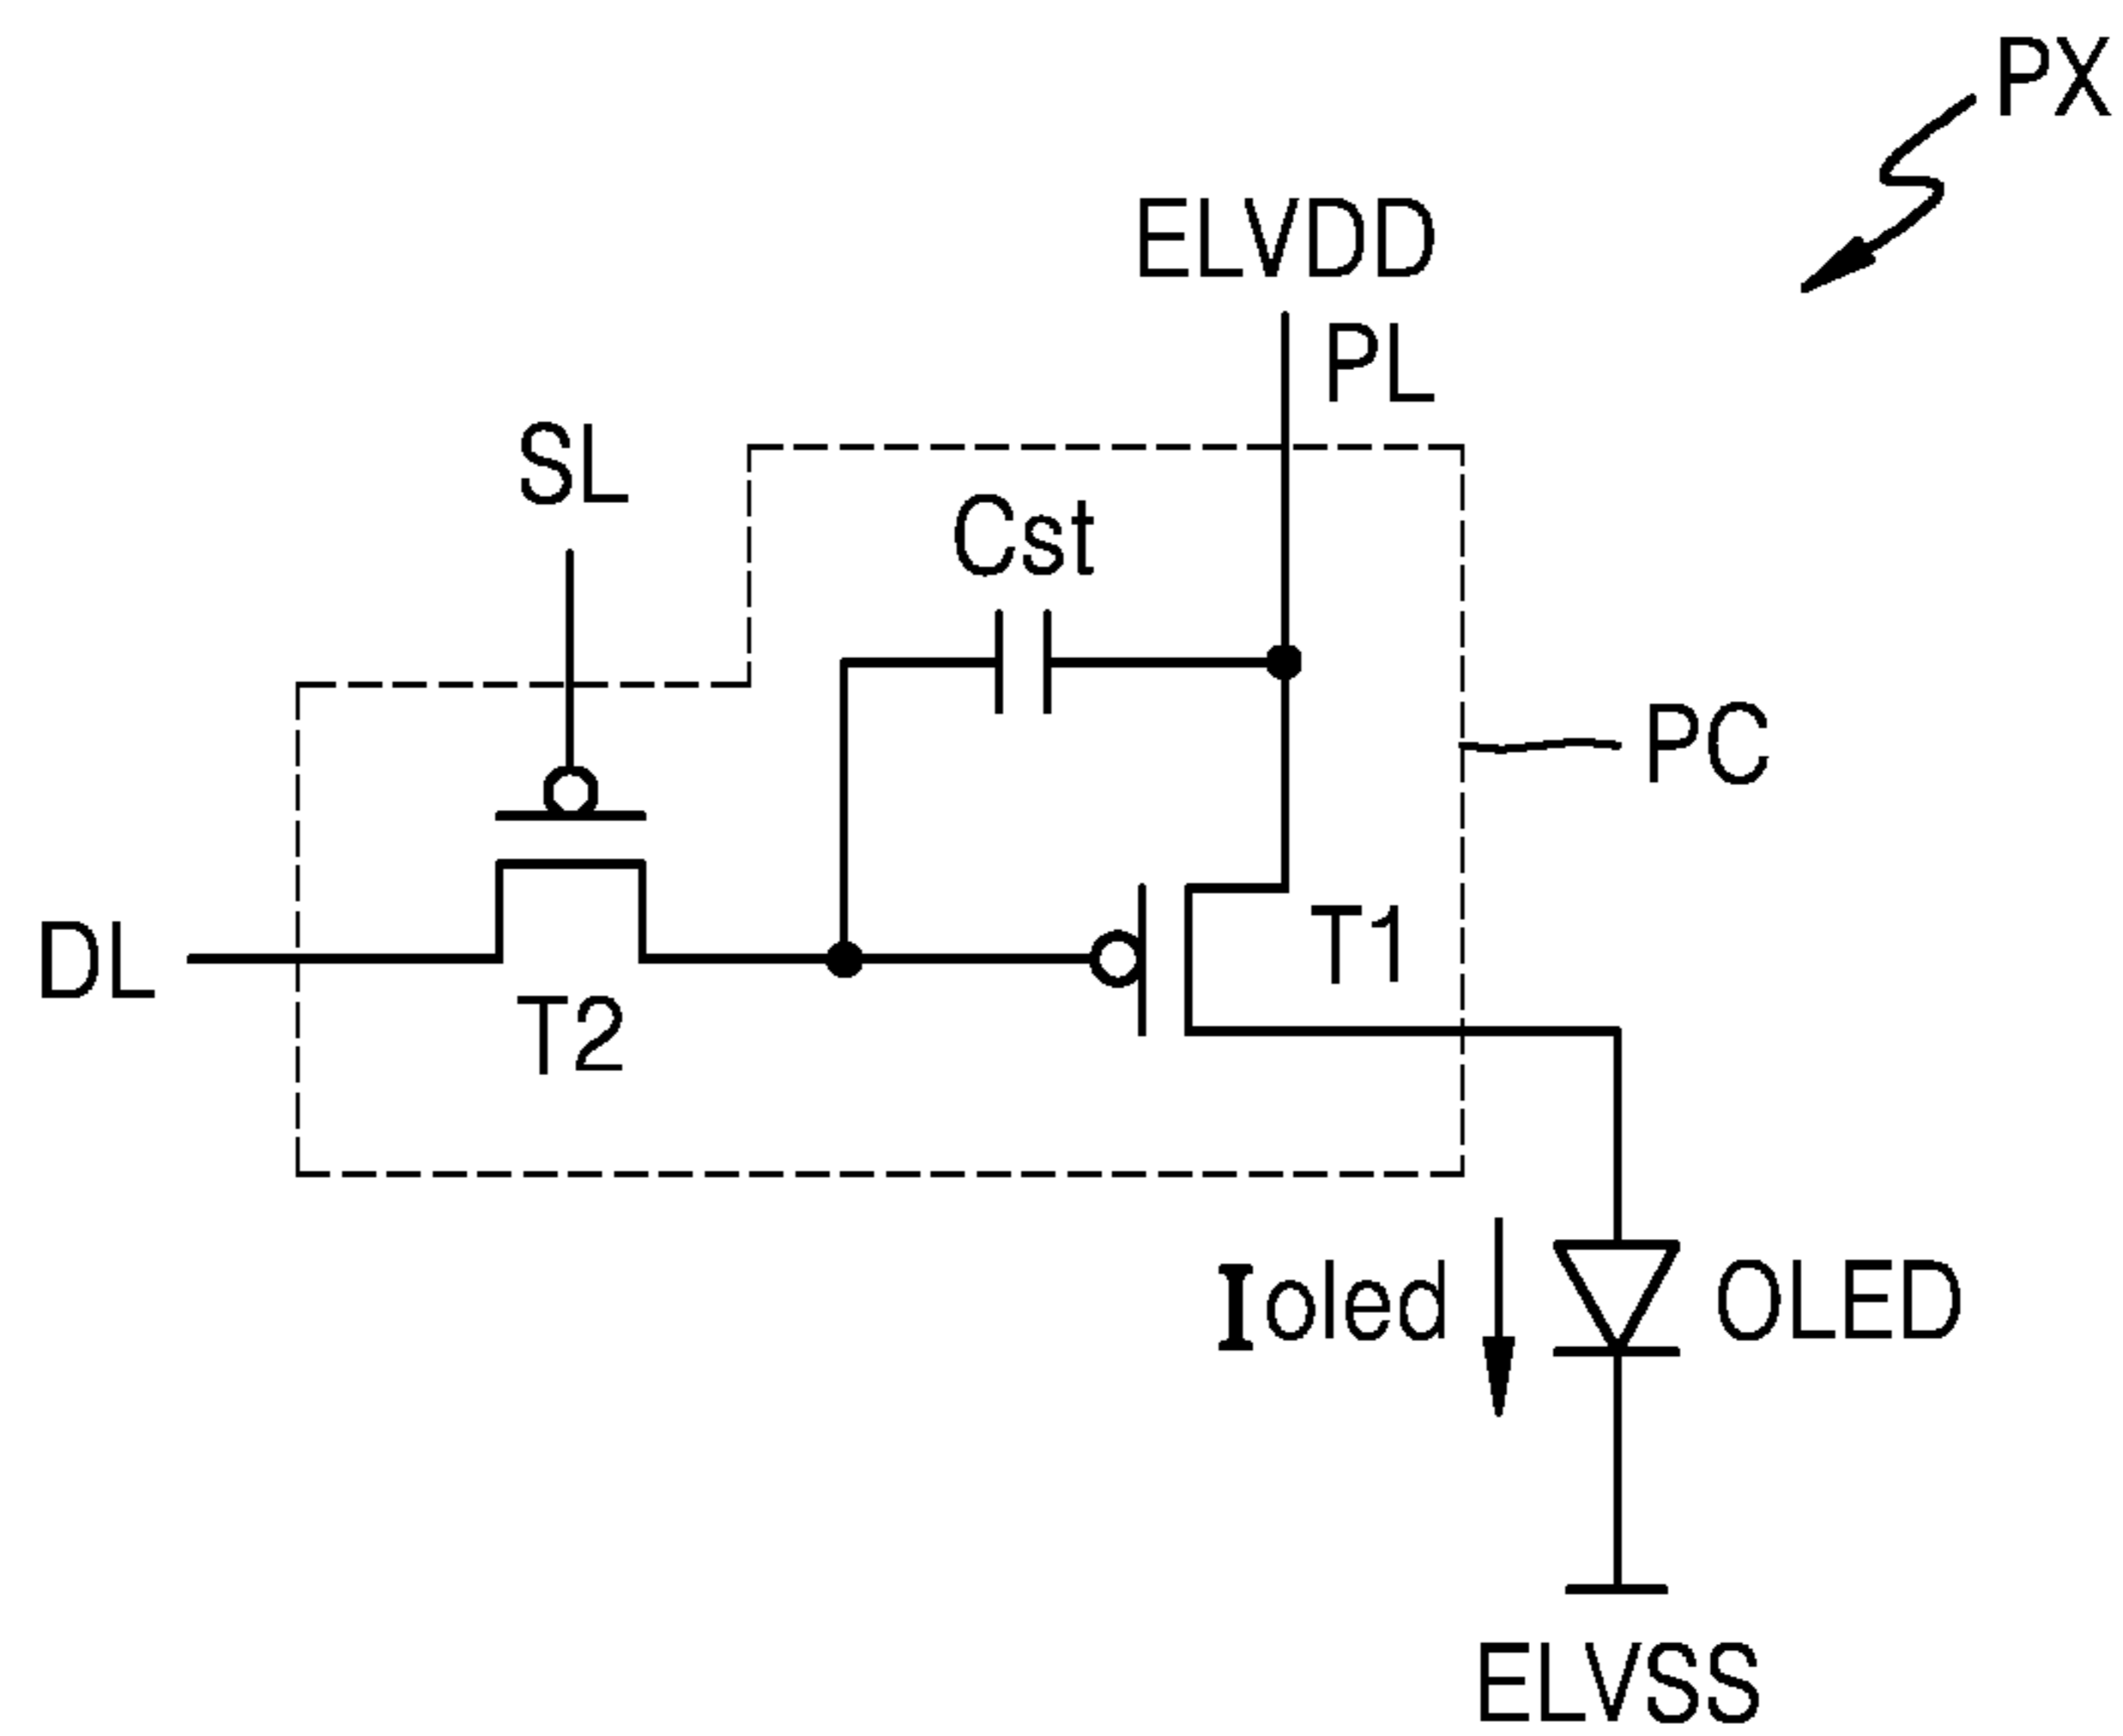 PX
ELVDD
PL
SL
Cst
PC
DL
T1
T2
Ioled
OLED
ELVSS